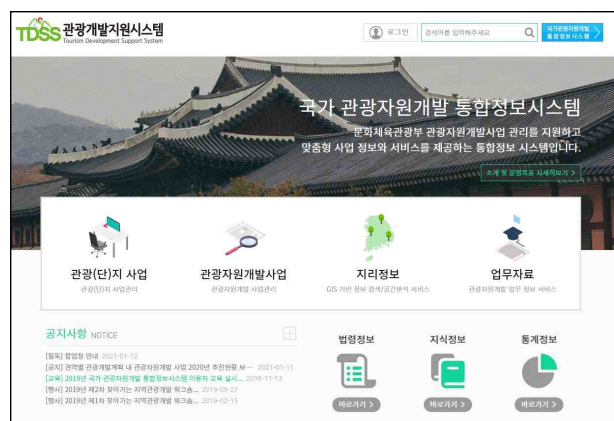 TDSS 관광개발지원시스템
Tourism Development Support System
로그인
검색어를 입력해주세요
국가관광자원개발
통합정보시스템
국가 관광자원개발 통합정보시스템
문화체육관광부 관광자원개발사업 관리를 지원하고
맞춤형 사업 정보와 서비스를 제공하는 통합정보 시스템입니다.
소개 및 운영목표 자세히보기 >
관광(단)지 사업
관광(단)지 사업관리
관광자원개발사업
관광자원개발 사업관리
지리정보
GIS 기반 정보 검색/공간분석 서비스
업무자료
관광자원개발 업무 정보 서비스
공지사항 NOTICE
[필독] 팝업창 안내 2021-01-12
[공지] 권역별 관광개발계획 내 관광자원개발 사업 2020년 추진현황 보··· 2021-01-11
[교육] 2019년 국가 관광자원개발 통합정보시스템 이용자 교육 실시... 2019-11-13
[행사] 2019년 제2차 찾아가는 지역관광개발 워크숍... 2019-09-27
[행사] 2019년 제1차 찾아가는 지역관광개발 워크숍... 2019-02-15
법령정보
바로가기 >
지식정보
바로가기 >
통계정보
바로가기 >